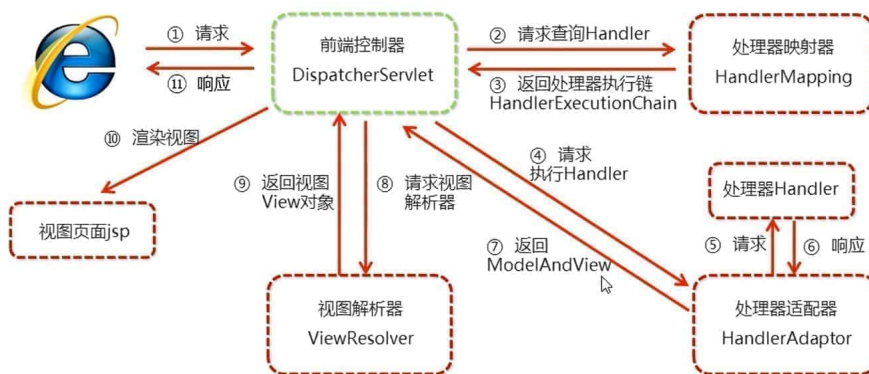 ① 请求
⑪ 响应
前端控制器
DispatcherServlet
② 请求查询Handler
③ 返回处理器执行链
HandlerExecutionChain
处理器映射器
HandlerMapping
⑩ 渲染视图
视图页面jsp
⑨ 返回视图
View对象
⑧ 请求视图
解析器
④ 请求
执行Handler
⑦ 返回
ModelAndView
处理器Handler
⑤ 请求
⑥ 响应
视图解析器
ViewResolver
处理器适配器
HandlerAdaptor